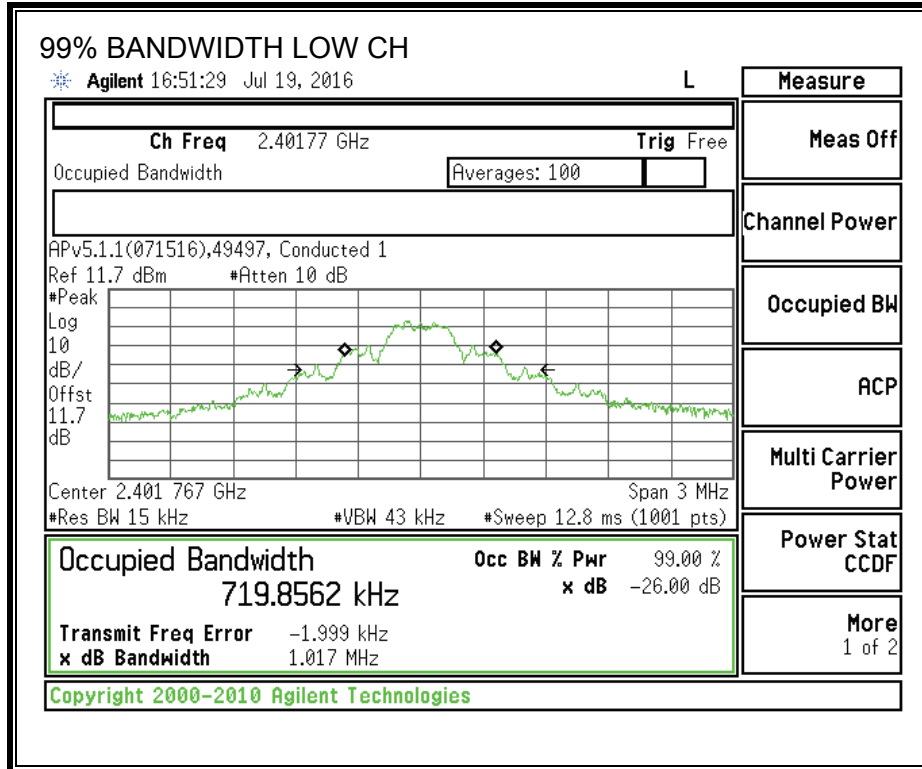 99% BANDWIDTH LOW CH
Agilent 16:51:29 Jul 19, 2016 L
Measure
Ch Freq 2.40177 GHz Trig Free
Meas Off
Occupied Bandwidth Averages: 100
Channel Power
APv5.1.1(071516),49497, Conducted 1
Ref 11.7 dBm #Atten 10 dB
#Peak
Log
10
dB/
Offst
11.7
dB
Occupied BW
ACP
Multi Carrier
Power
Center 2.401 767 GHz Span 3 MHz
#Res BW 15 kHz #VBW 43 kHz #Sweep 12.8 ms (1001 pts)
Occupied Bandwidth Occ BW % Pwr 99.00 %
719.8562 kHz x dB -26.00 dB
Power Stat
CCDF
Transmit Freq Error -1.999 kHz
x dB Bandwidth 1.017 MHz
More
1 of 2
Copyright 2000-2010 Agilent Technologies